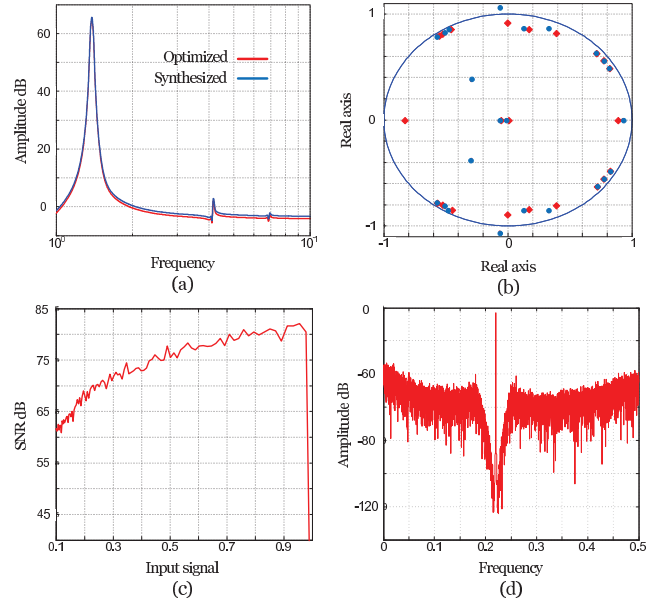 60
40
20
0
Amplitude dB
Optimized
Synthesized
10⁰
10¹
Frequency
(a)
1
0
-1
Real axis
-1
0
1
Real axis
(b)
85
75
65
55
45
SNR dB
0.1
0.2
0.3
0.5
0.7
0.9
Input signal
(c)
0
-60
-80
-120
Amplitude dB
0
0.1
0.2
0.3
0.4
0.5
Frequency
(d)